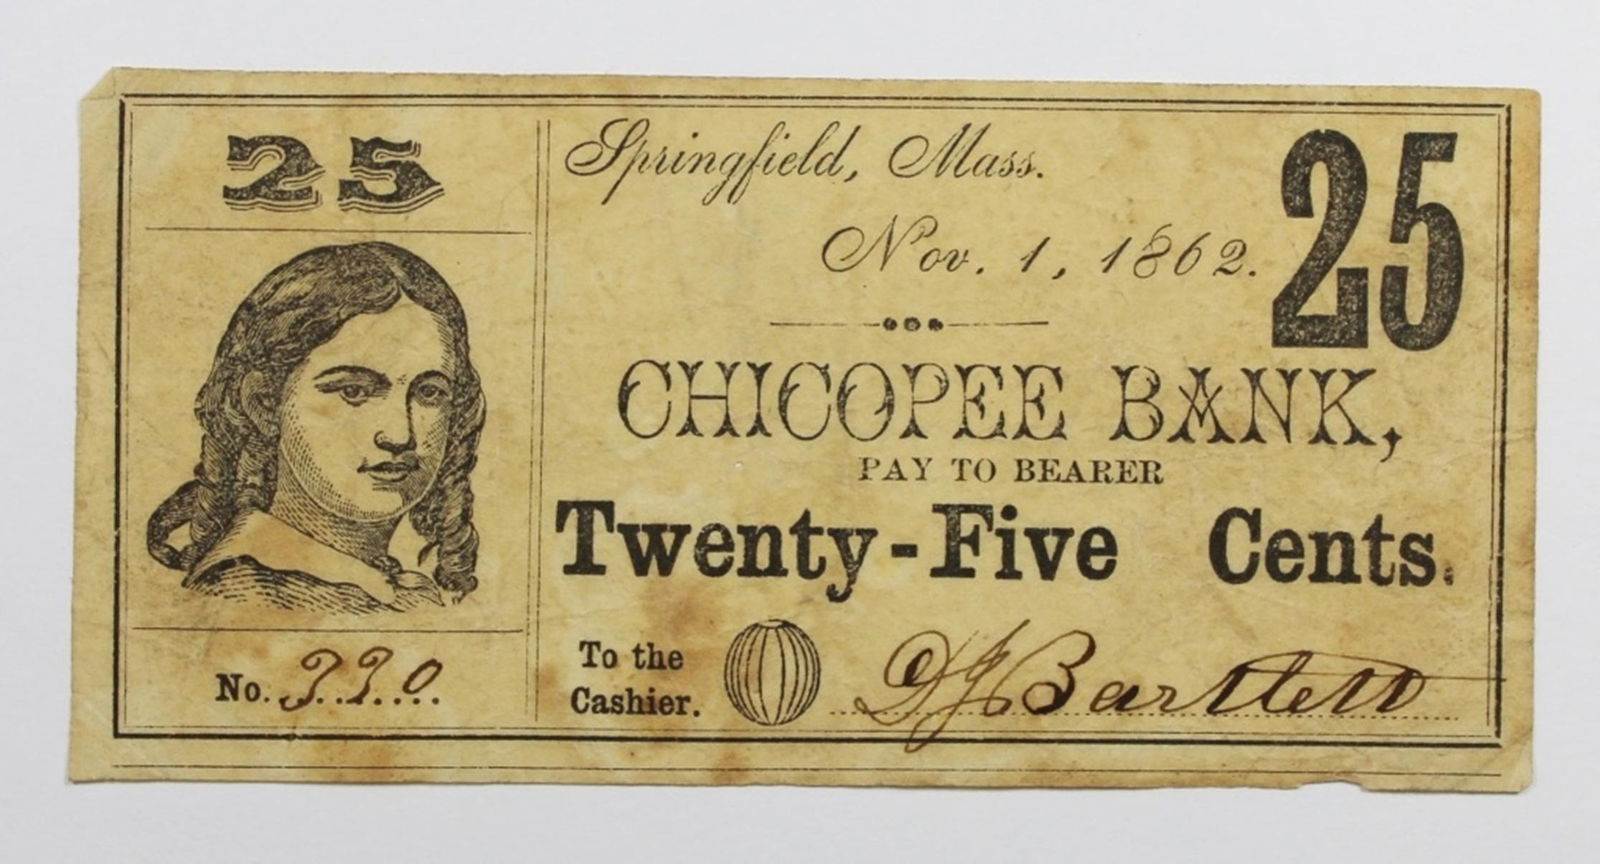 25
Springfield, Mass.
Nov. 1, 1862.
25
CHICOPEE BANK,
PAY TO BEARER
Twenty-Five Cents.
No. 330.
To the
Cashier.
D J Bartlett